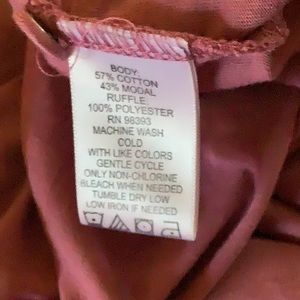 BODY:
57% COTTON
43% MODAL
RUFFLE:
100% POLYESTER
RN 98393
MACHINE WASH
COLD
WITH LIKE COLORS
GENTLE CYCLE
ONLY NON-CHLORINE
BLEACH WHEN NEEDED
TUMBLE DRY LOW
LOW IRON IF NEEDED